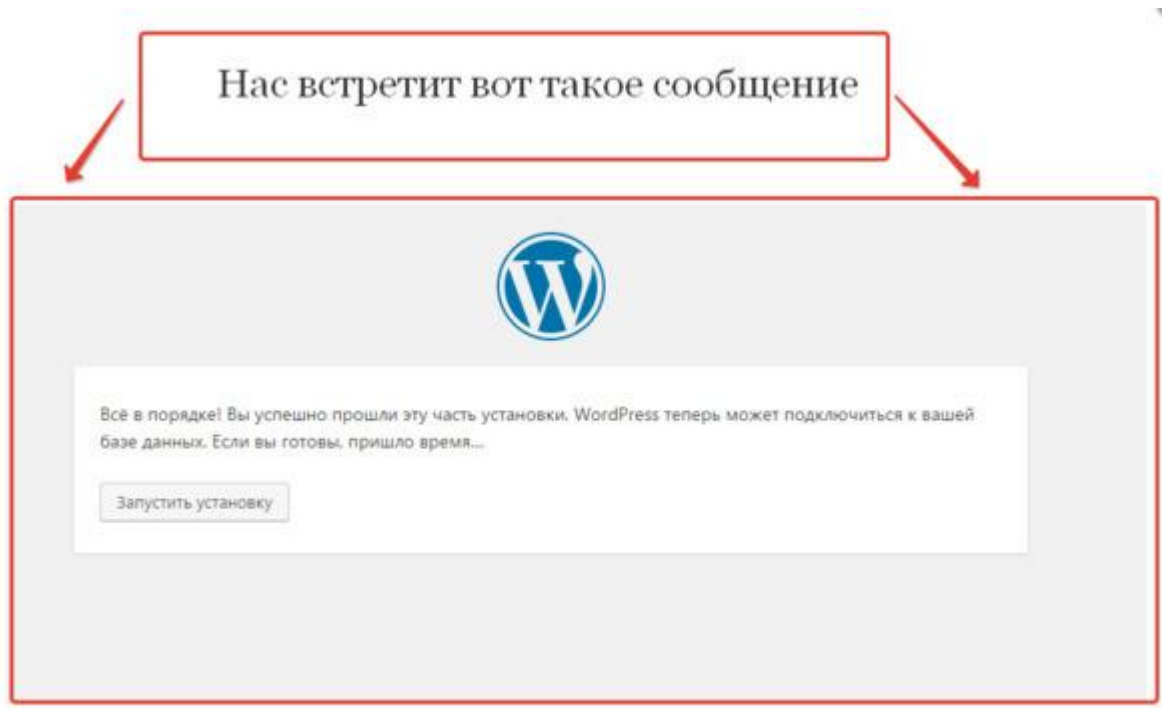 Нас встретит вот такое сообщение
Всё в порядке! Вы успешно прошли эту часть установки. WordPress теперь может подключиться к вашей
базе данных. Если вы готовы, пришло время...
Запустить установку